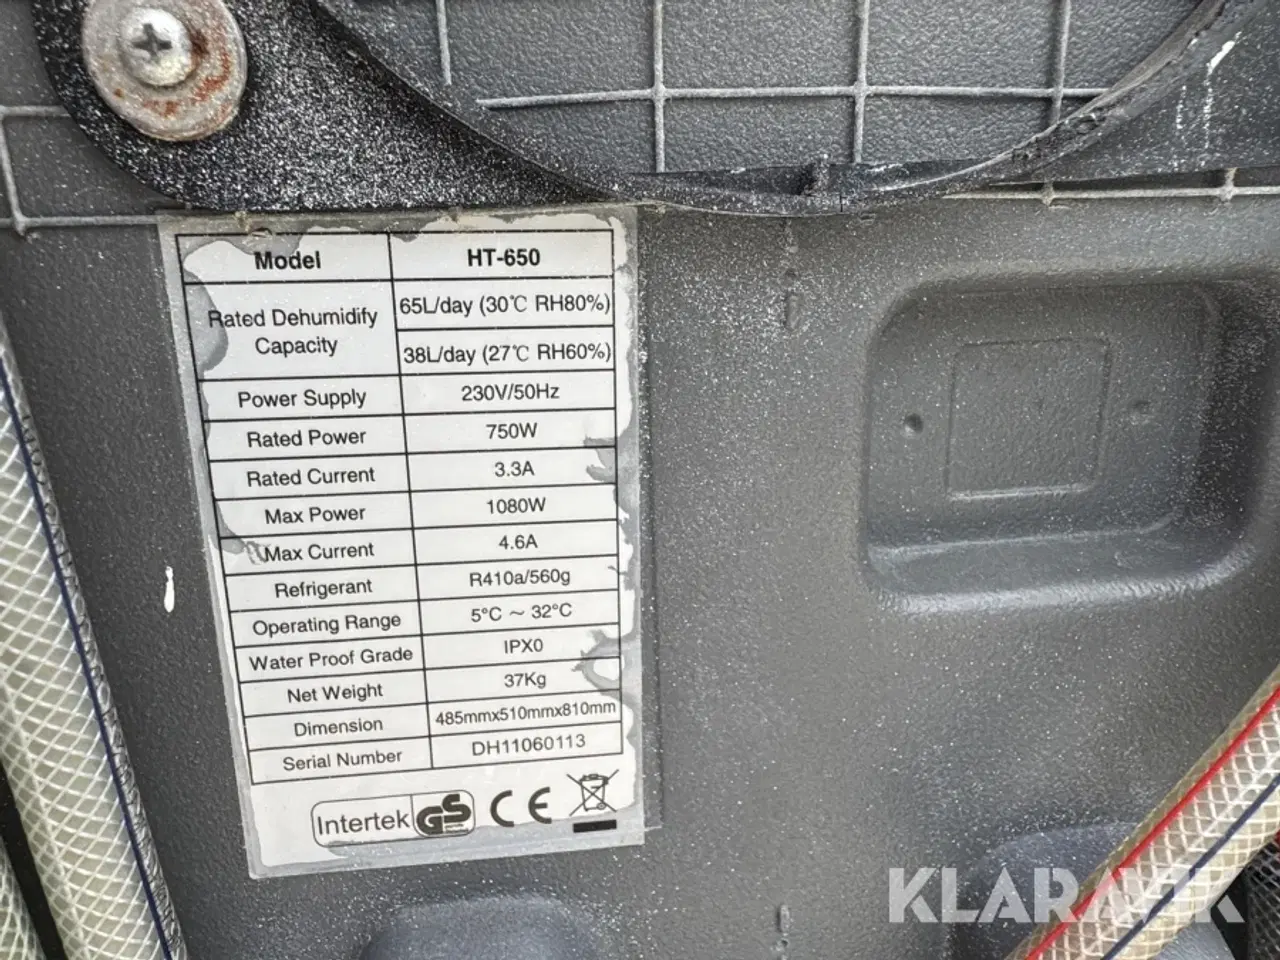 Model HT-650
Rated Dehumidify Capacity 65L/day (30℃ RH80%)
38L/day (27℃ RH60%)
Power Supply 230V/50Hz
Rated Power 750W
Rated Current 3.3A
Max Power 1080W
Max Current 4.6A
Refrigerant R410a/560g
Operating Range 5°C ~ 32°C
Water Proof Grade IPX0
Net Weight 37Kg
Dimension 485mmx510mmx810mm
Serial Number DH11060113
Intertek GS CE
KLARAVIK